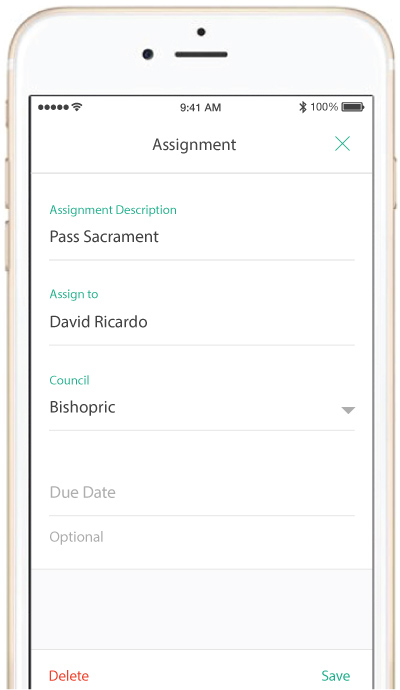 9:41 AM
100%
Assignment
Assignment Description
Pass Sacrament
Assign to
David Ricardo
Council
Bishopric
Due Date
Optional
Delete
Save